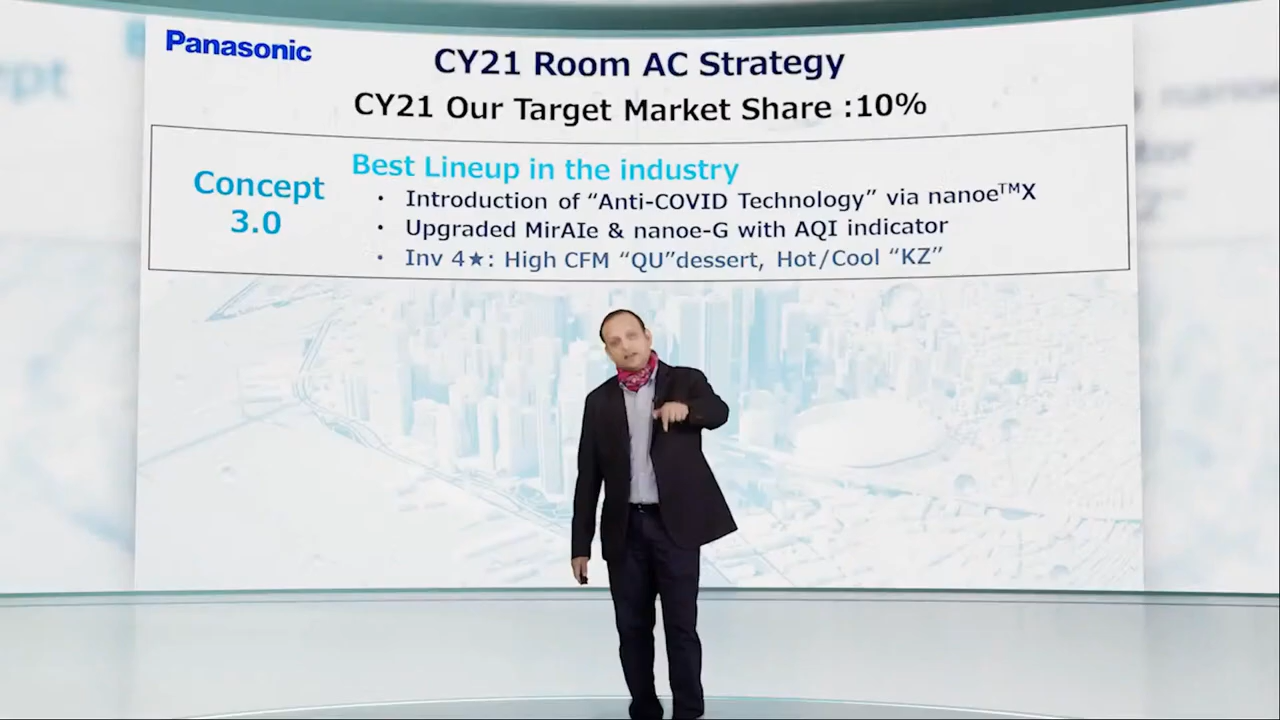 Panasonic
CY21 Room AC Strategy
CY21 Our Target Market Share :10%
Concept
3.0
Best Lineup in the industry
• Introduction of “Anti-COVID Technology” via nanoe™X
• Upgraded MirAIe & nanoe-G with AQI indicator
• Inv 4★: High CFM “QU”dessert, Hot/Cool “KZ”
ept
nanoe